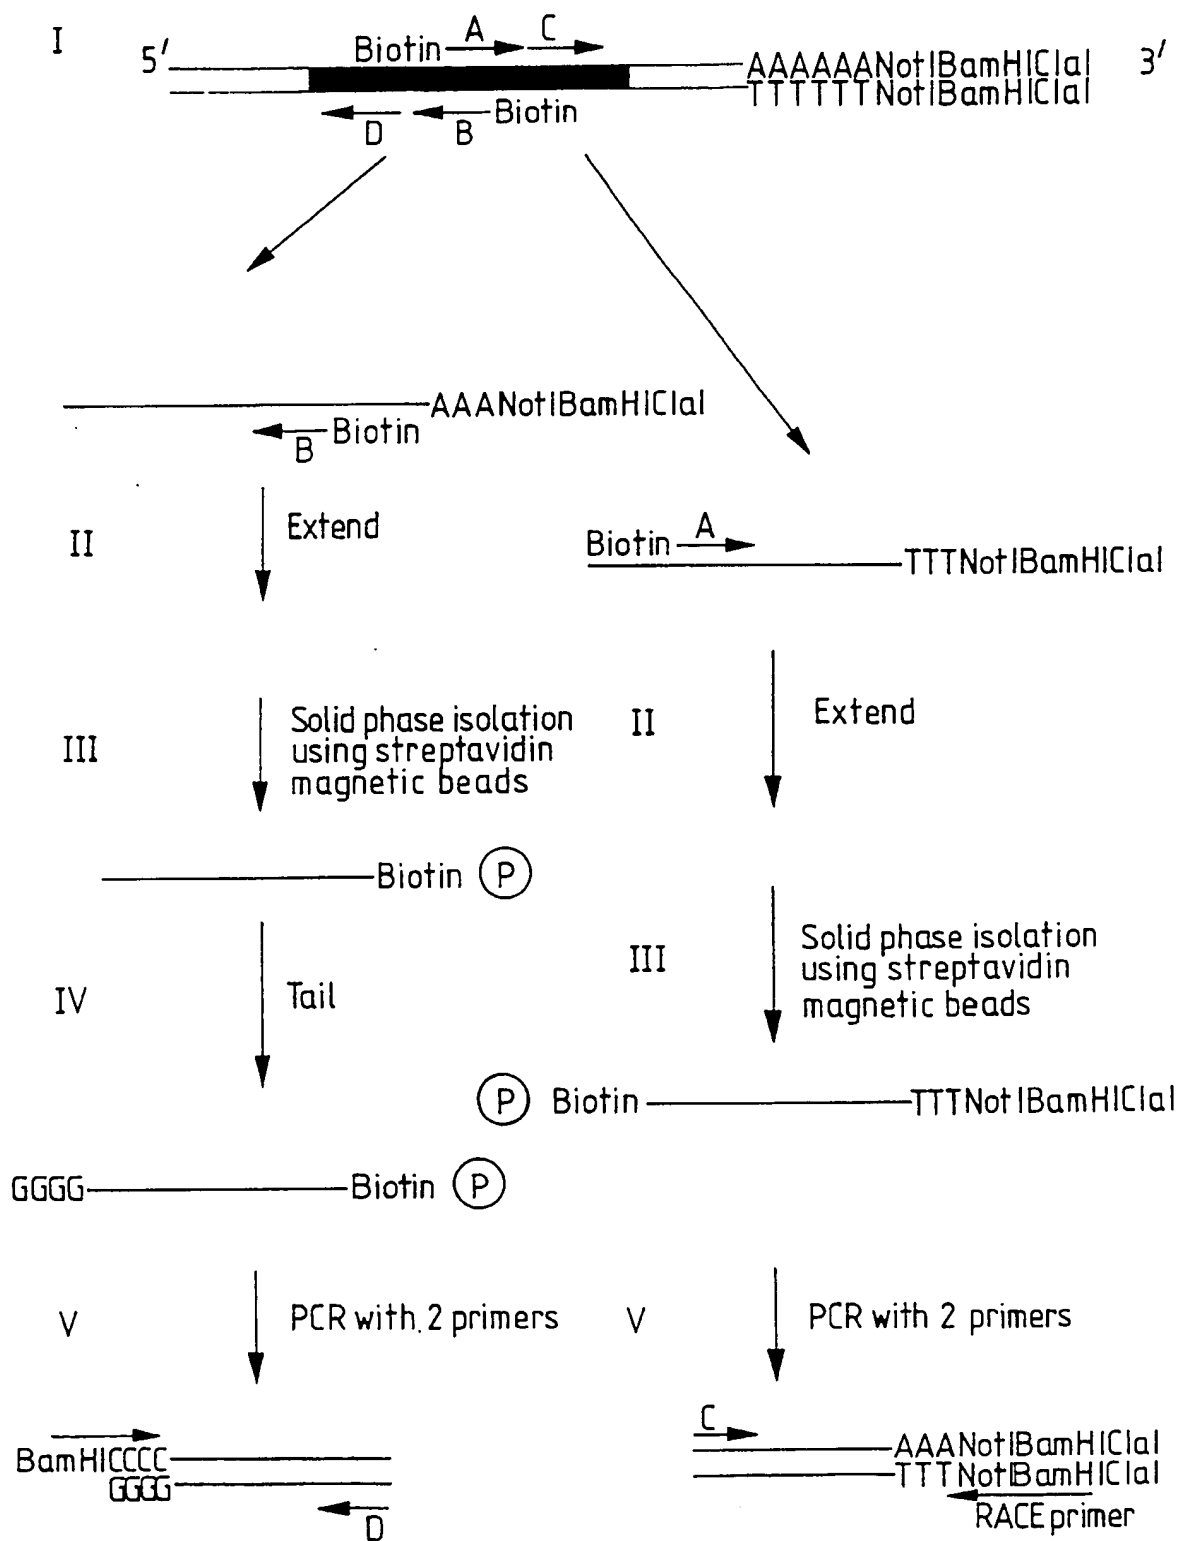 I
5'
Biotin
A
C
AAAAAANotIBamHIClaI
3'
TTTTTTNotIBamHIClaI
D
B
Biotin
AAANotIBamHIClaI
B
Biotin
II
Extend
Biotin
A
TTTNotIBamHIClaI
III
Solid phase isolation
using streptavidin
magnetic beads
II
Extend
Biotin
P
IV
Tail
III
Solid phase isolation
using streptavidin
magnetic beads
P
Biotin
TTTNotIBamHIClaI
GGGG
Biotin
P
V
PCR with 2 primers
V
PCR with 2 primers
BamHICCCC
GGGG
D
C
AAANotIBamHIClaI
TTTNotIBamHIClaI
RACE primer